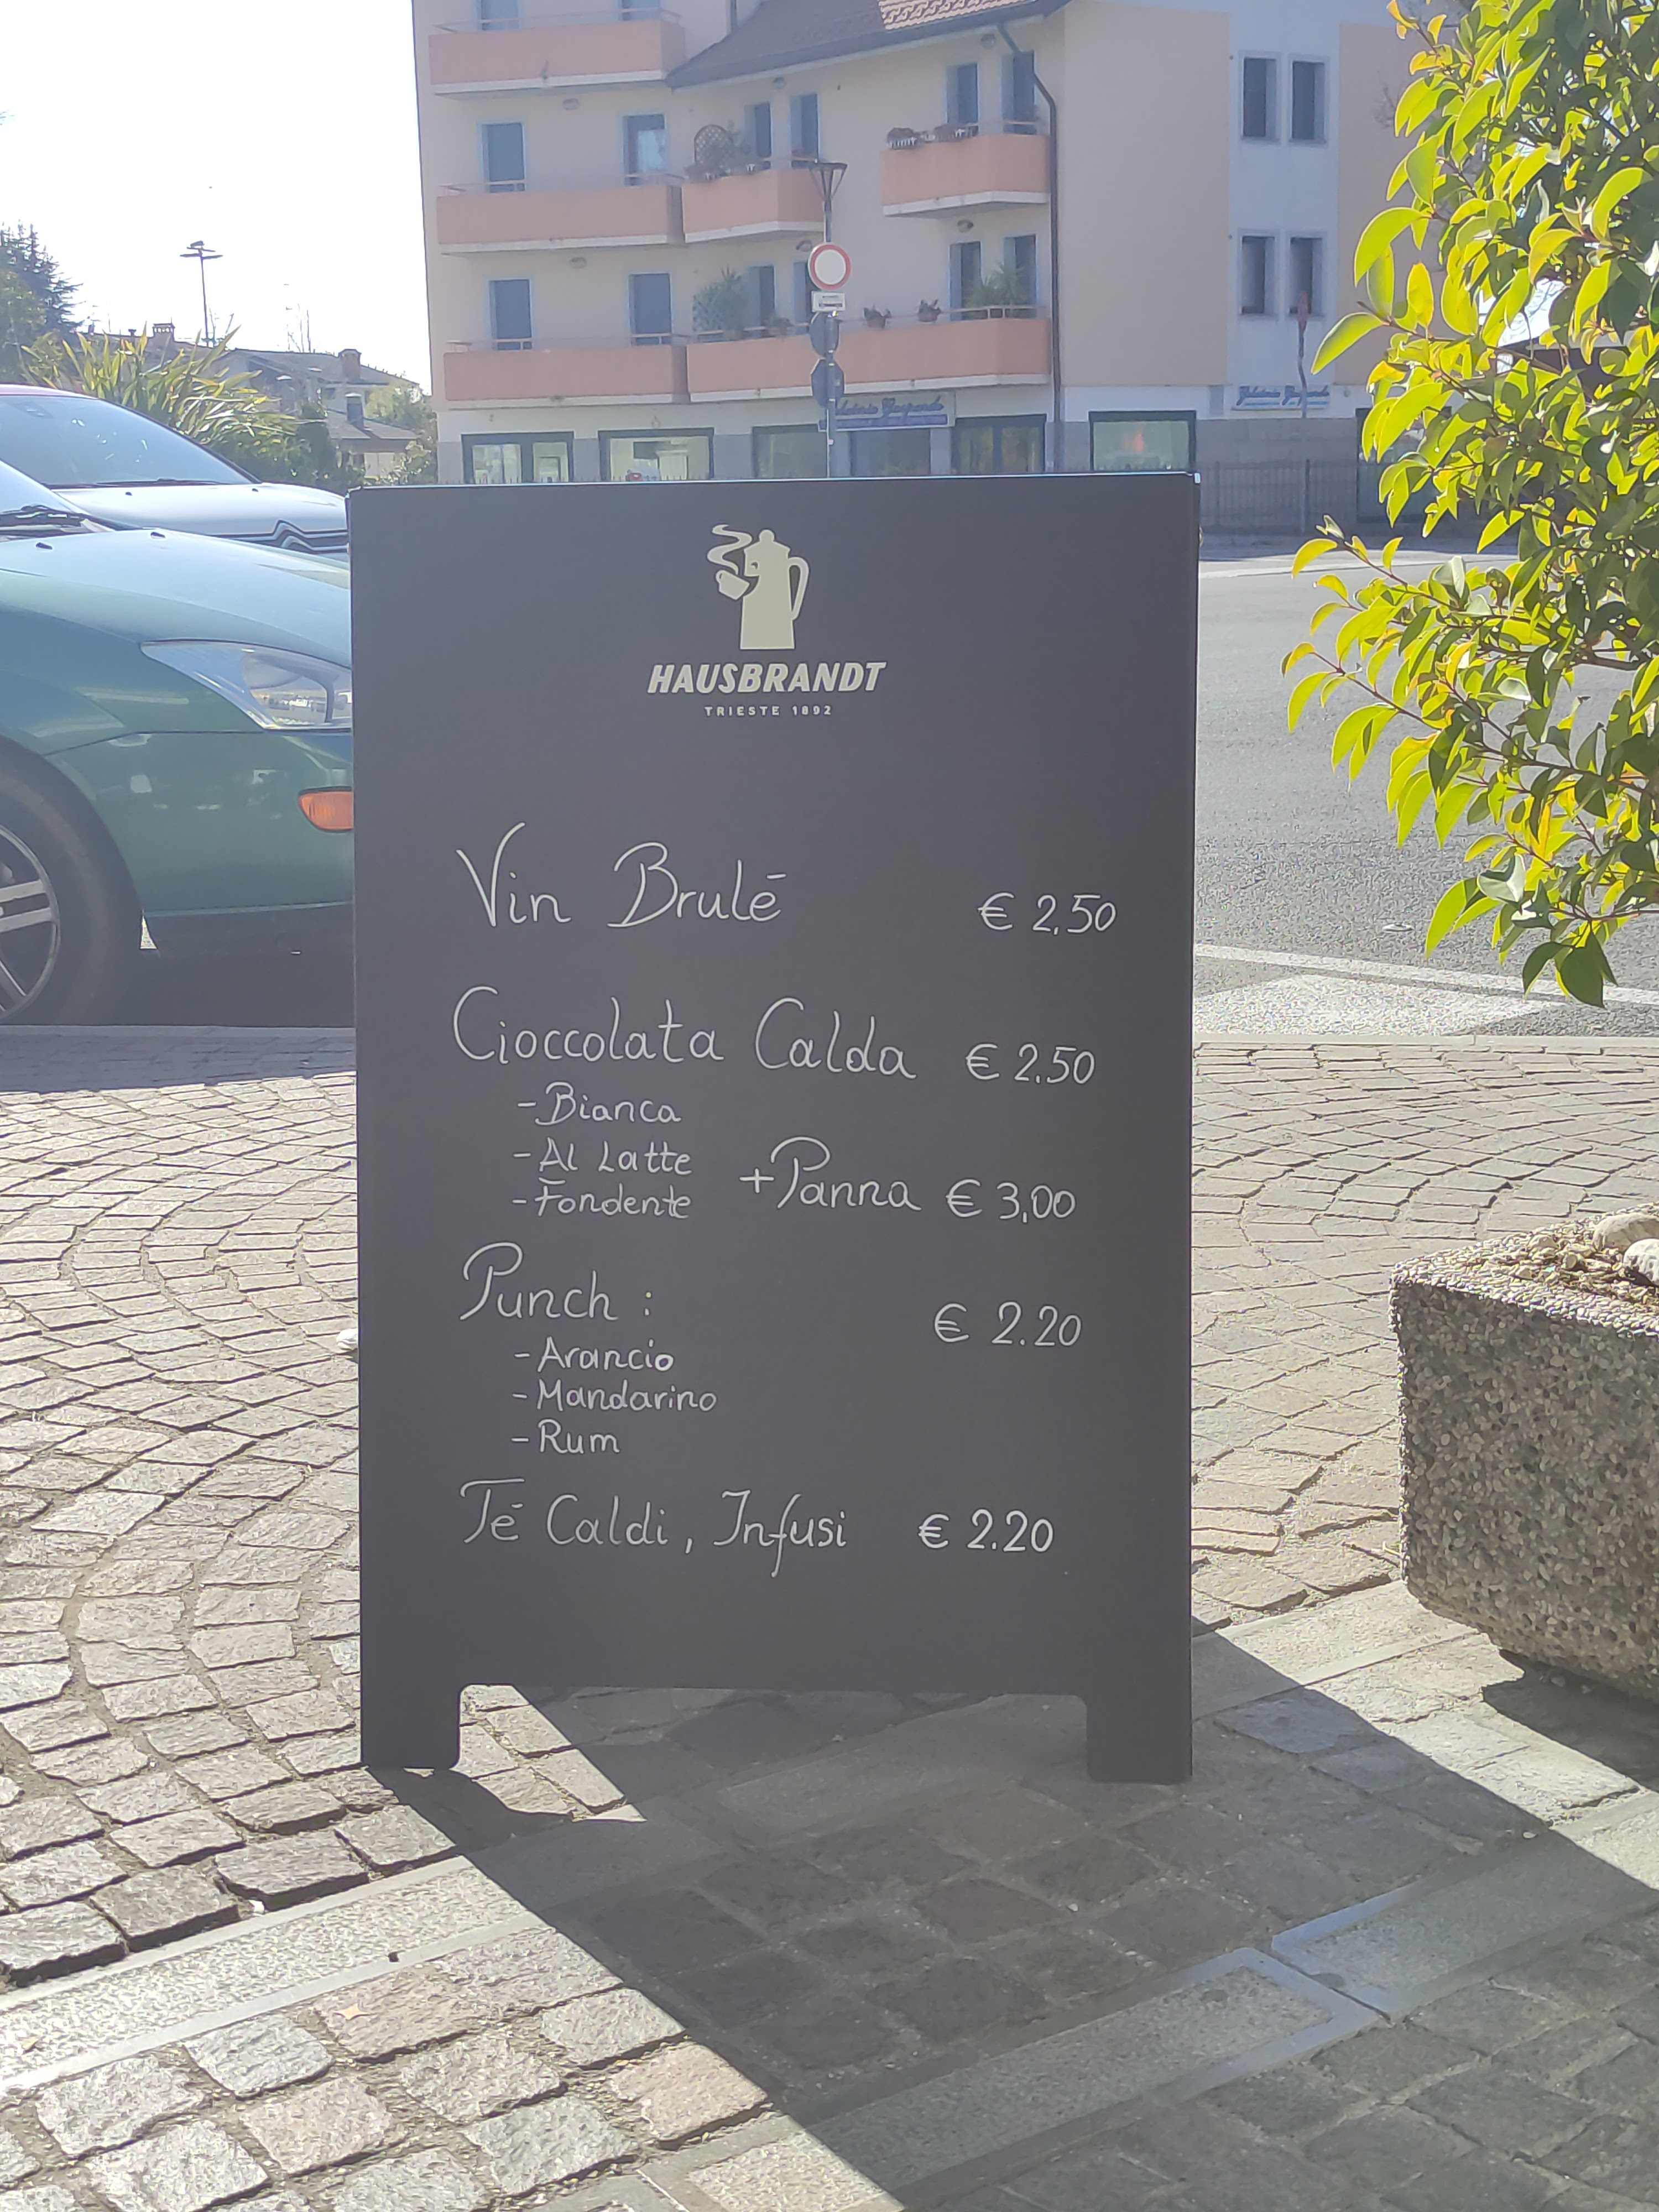 HAUSBRANDT
TRIESTE 1892
Vin Brulé € 2,50
Cioccolata Calda € 2.50
-Bianca
-Al Latte
-Fondente
+Panna € 3,00
Punch : € 2.20
-Arancio
-Mandarino
-Rum
Té Caldi, Infusi € 2.20